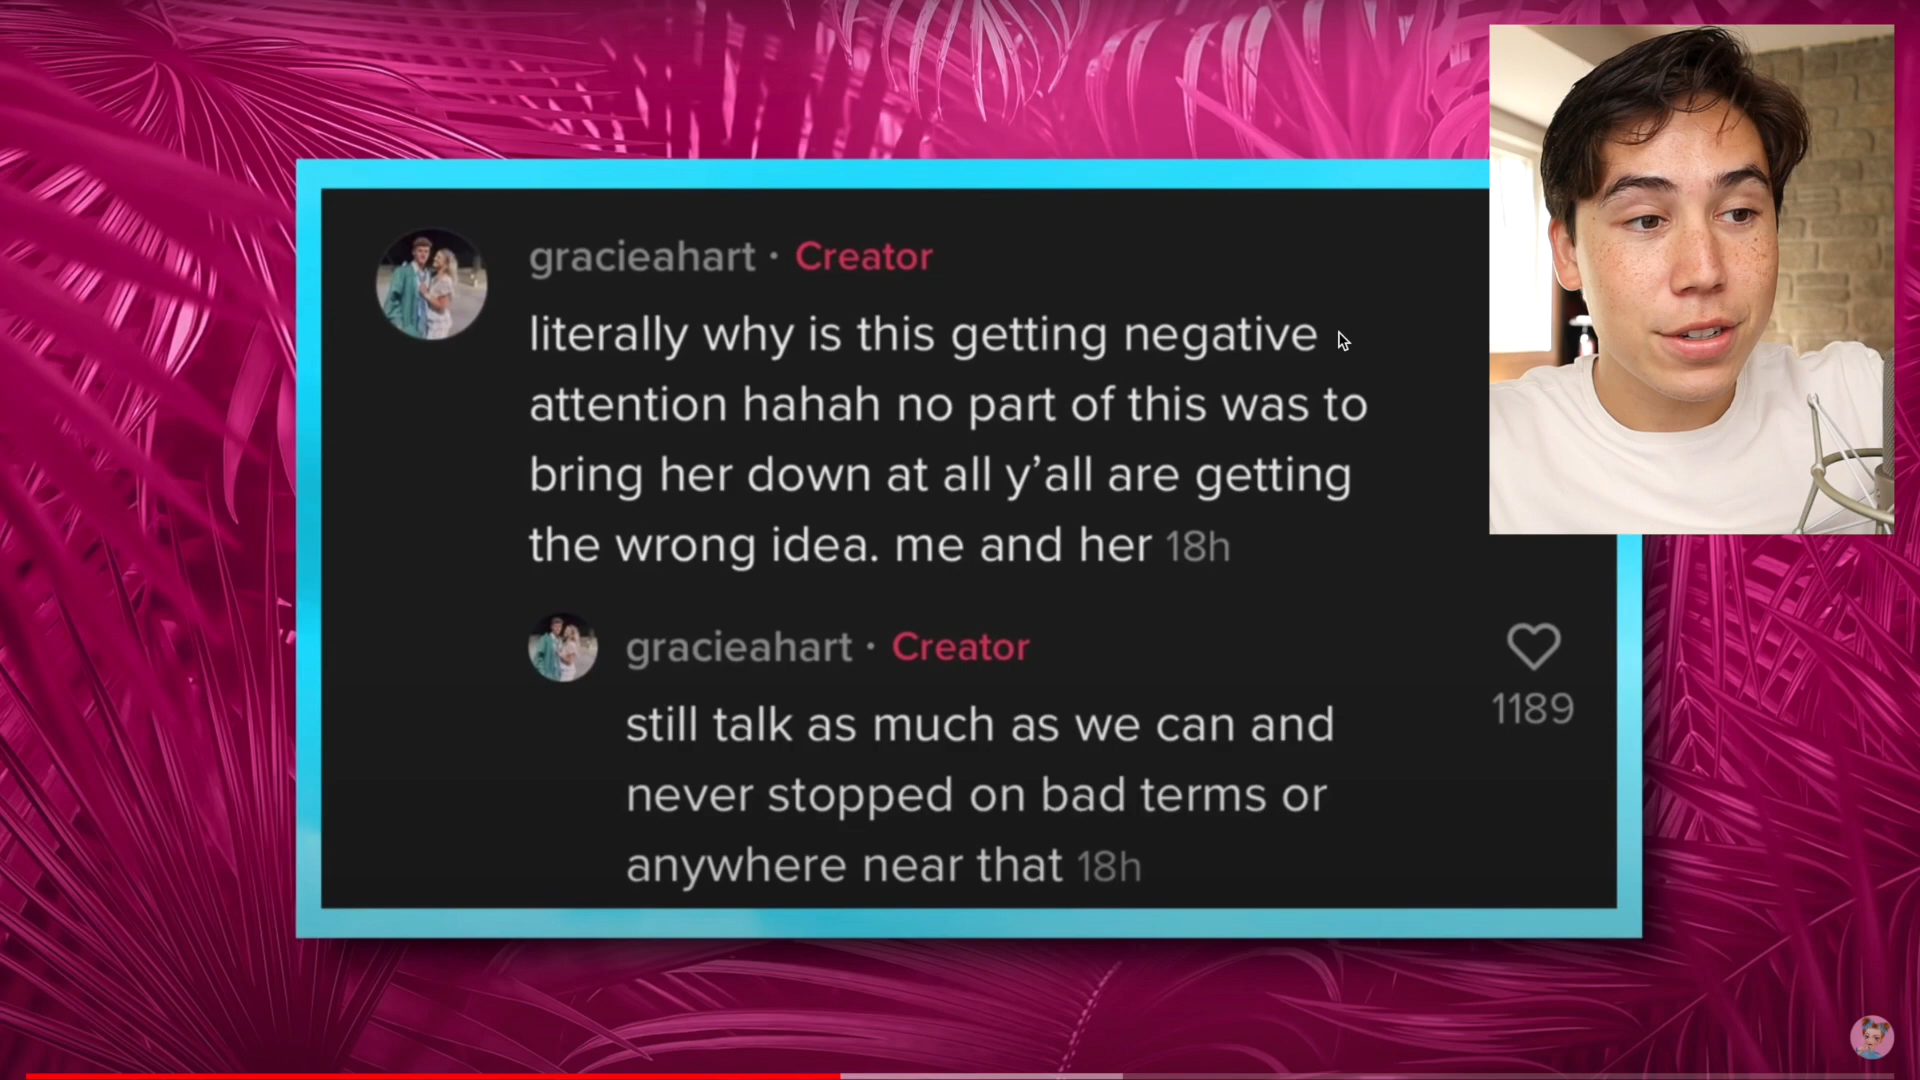 gracieahart · Creator
literally why is this getting negative
attention hahah no part of this was to
bring her down at all y’all are getting
the wrong idea. me and her 18h
gracieahart · Creator
still talk as much as we can and
never stopped on bad terms or
anywhere near that 18h
1189